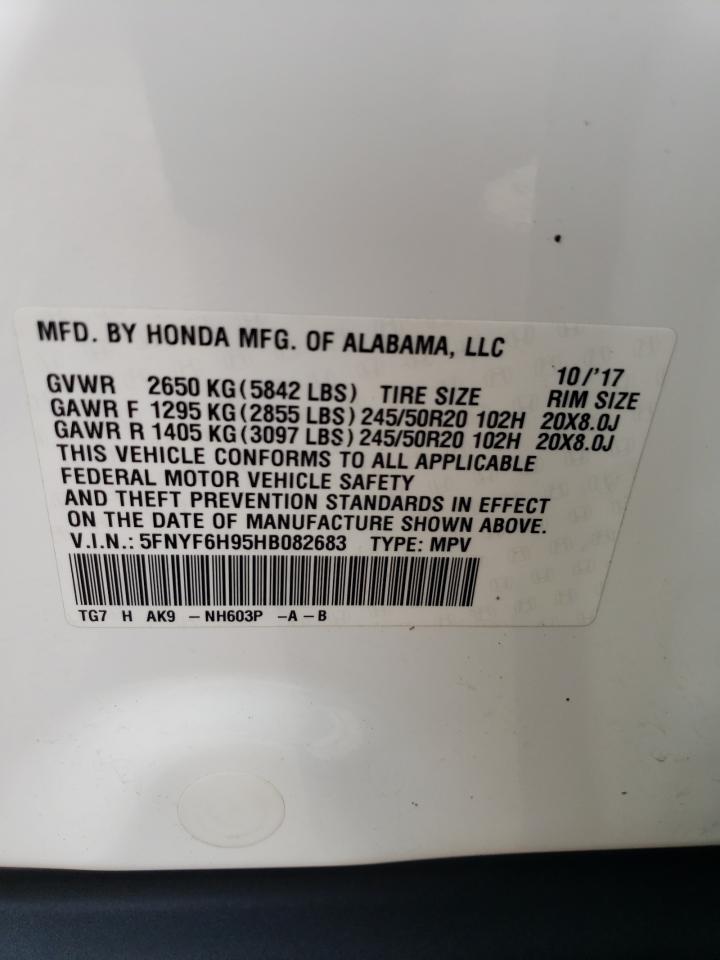 MFD. BY HONDA MFG. OF ALABAMA, LLC
10/'17
GVWR 2650 KG(5842 LBS) TIRE SIZE RIM SIZE
GAWR F 1295 KG(2855 LBS)245/50R20 102H 20X8.0J
GAWR R 1405 KG(3097 LBS)245/50R20 102H 20X8.0J
THIS VEHICLE CONFORMS TO ALL APPLICABLE
FEDERAL MOTOR VEHICLE SAFETY
AND THEFT PREVENTION STANDARDS IN EFFECT
ON THE DATE OF MANUFACTURE SHOWN ABOVE.
V.I.N.: 5FNYF6H95HB082683 TYPE: MPV
TG7 H AK9 -NH603P -A-B